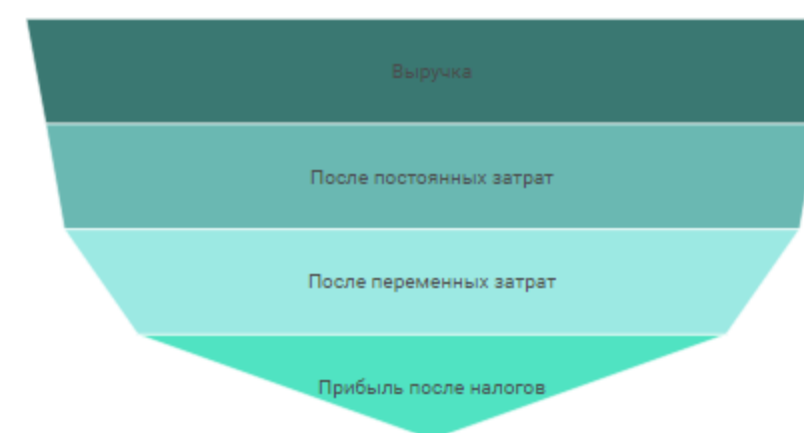 Выручка
После постоянных затрат
После переменных затрат
Прибыль после налогов